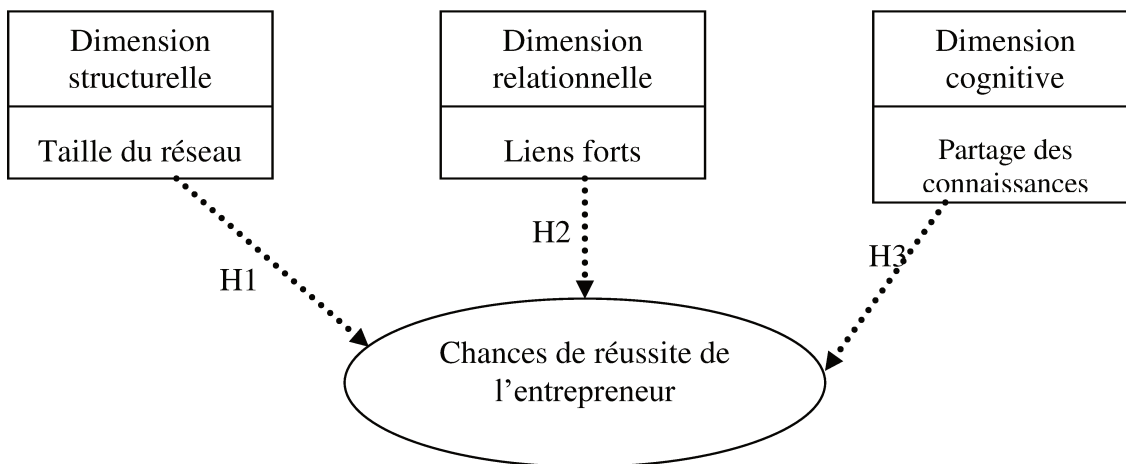 Dimension
structurelle
Taille du réseau
Dimension
relationnelle
Liens forts
Dimension
cognitive
Partage des
connaissances
H1
H2
H3
Chances de réussite de
l’entrepreneur